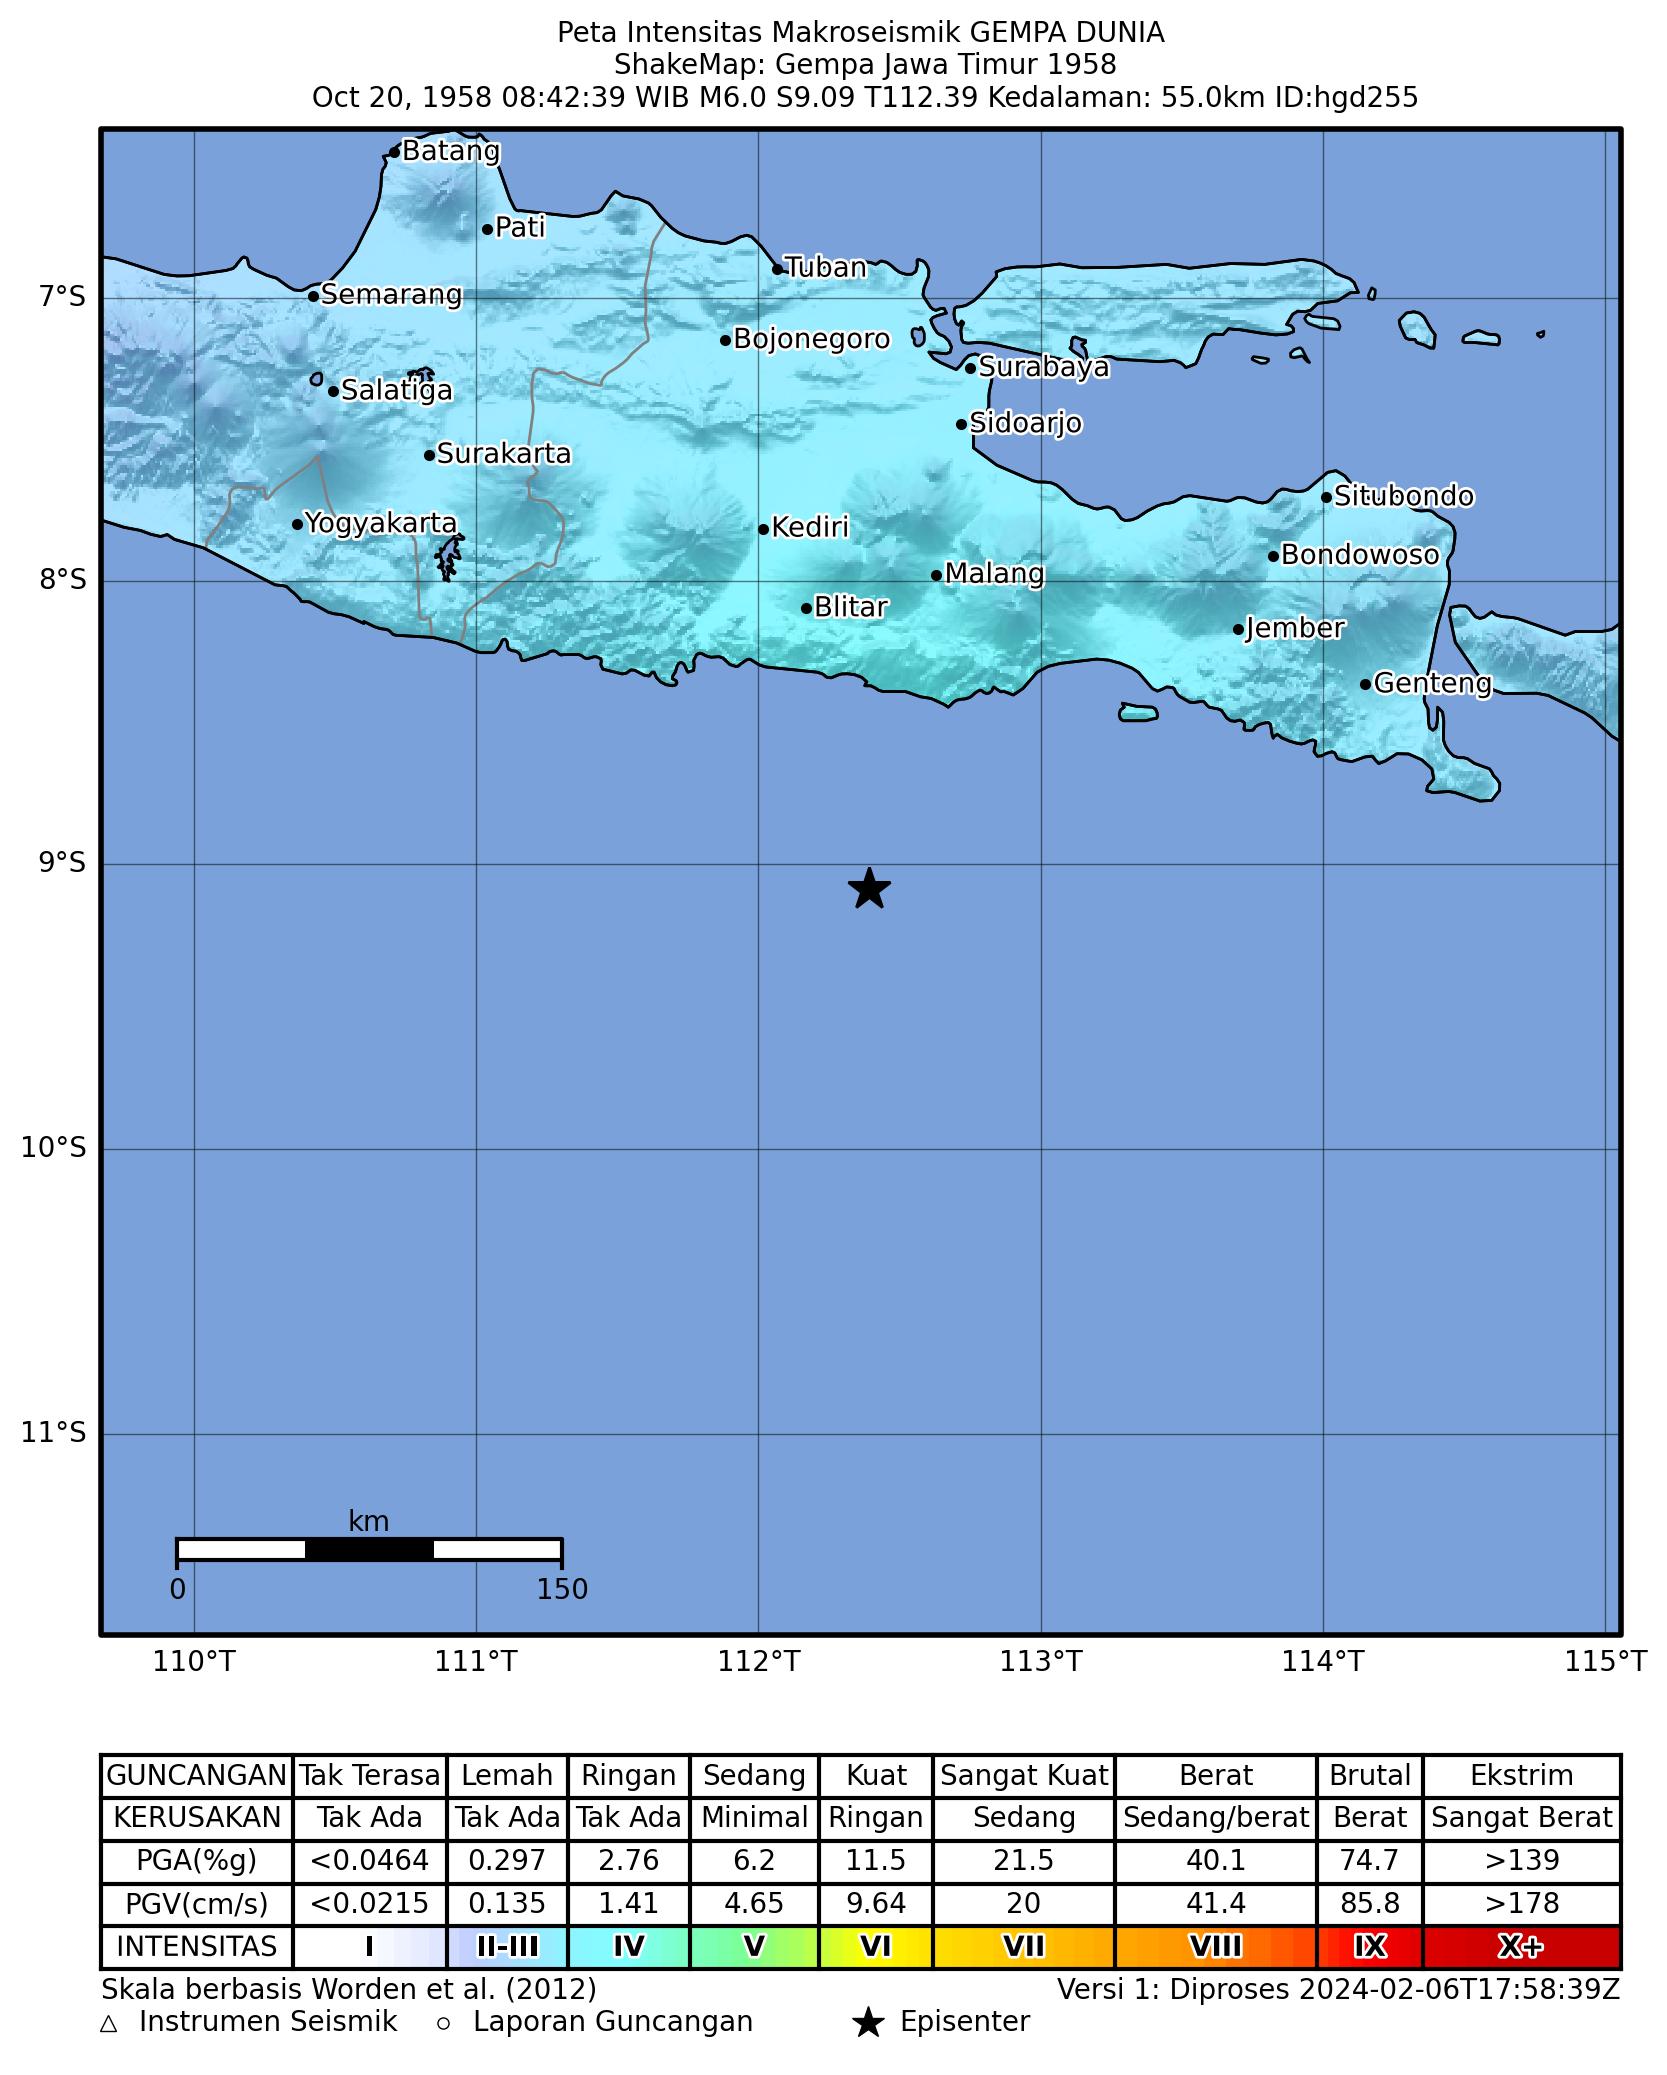 Peta Intensitas Makroseismik GEMPA DUNIA
ShakeMap: Gempa Jawa Timur 1958
Oct 20, 1958 08:42:39 WIB M6.0 S9.09 T112.39 Kedalaman: 55.0km ID:hgd255
Batang
Pati
Tuban
7°S
Semarang
Bojonegoro
Surabaya
Salatiga
Sidoarjo
Surakarta
Situbondo
Yogyakarta
Kediri
Bondowoso
8°S
Malang
Blitar
Jember
Genteng
9°S
10°S
11°S
km
0 150
110°T 111°T 112°T 113°T 114°T 115°T
GUNCANGAN Tak Terasa Lemah Ringan Sedang Kuat Sangat Kuat Berat Brutal Ekstrim
KERUSAKAN Tak Ada Tak Ada Tak Ada Minimal Ringan Sedang Sedang/berat Berat Sangat Berat
PGA(%g) <0.0464 0.297 2.76 6.2 11.5 21.5 40.1 74.7 >139
PGV(cm/s) <0.0215 0.135 1.41 4.65 9.64 20 41.4 85.8 >178
INTENSITAS I II-III IV V VI VII VIII IX X+
Skala berbasis Worden et al. (2012) Versi 1: Diproses 2024-02-06T17:58:39Z
Instrumen Seismik Laporan Guncangan Episenter